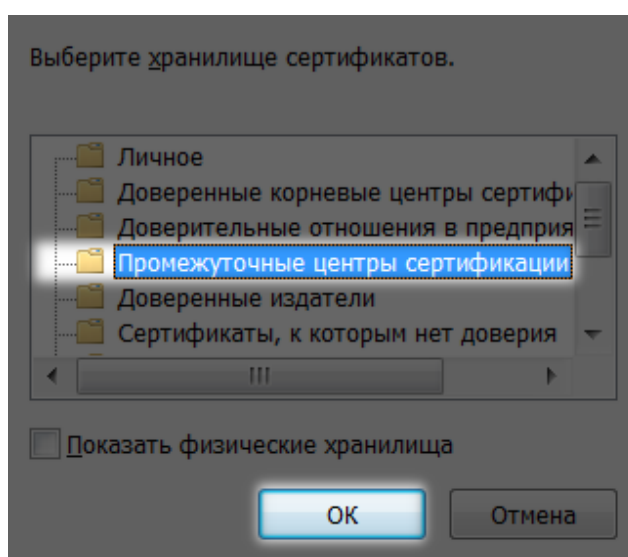 Выберите хранилище сертификатов.
Личное
Доверенные корневые центры сертифи
Доверительные отношения в предприя
Промежуточные центры сертификации
Доверенные издатели
Сертификаты, к которым нет доверия
Показать физические хранилища
ОК Отмена